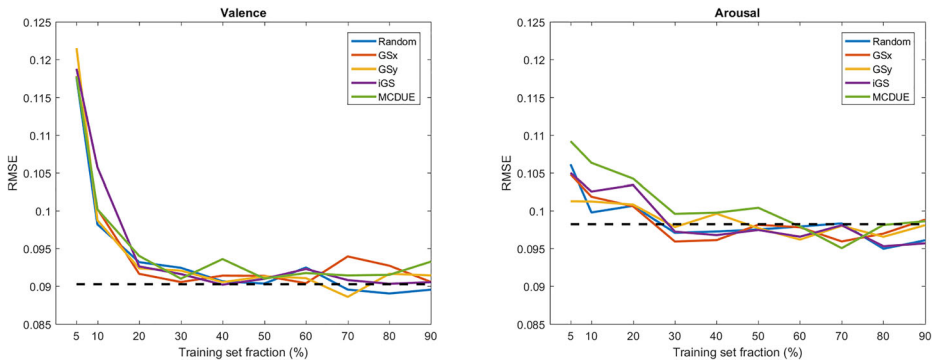 Valence
0.125
0.12
0.115
0.11
0.105
0.1
0.095
0.09
0.085
RMSE
5 10 20 30 40 50 60 70 80 90
Training set fraction (%)
Random
GSx
GSy
iGS
MCDUE
Arousal
0.125
0.12
0.115
0.11
0.105
0.1
0.095
0.09
0.085
RMSE
5 10 20 30 40 50 60 70 80 90
Training set fraction (%)
Random
GSx
GSy
iGS
MCDUE